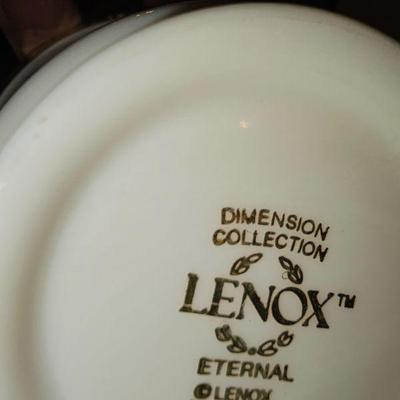 DIMENSION
COLLECTION
LENOX™
ETERNAL
© LENOX